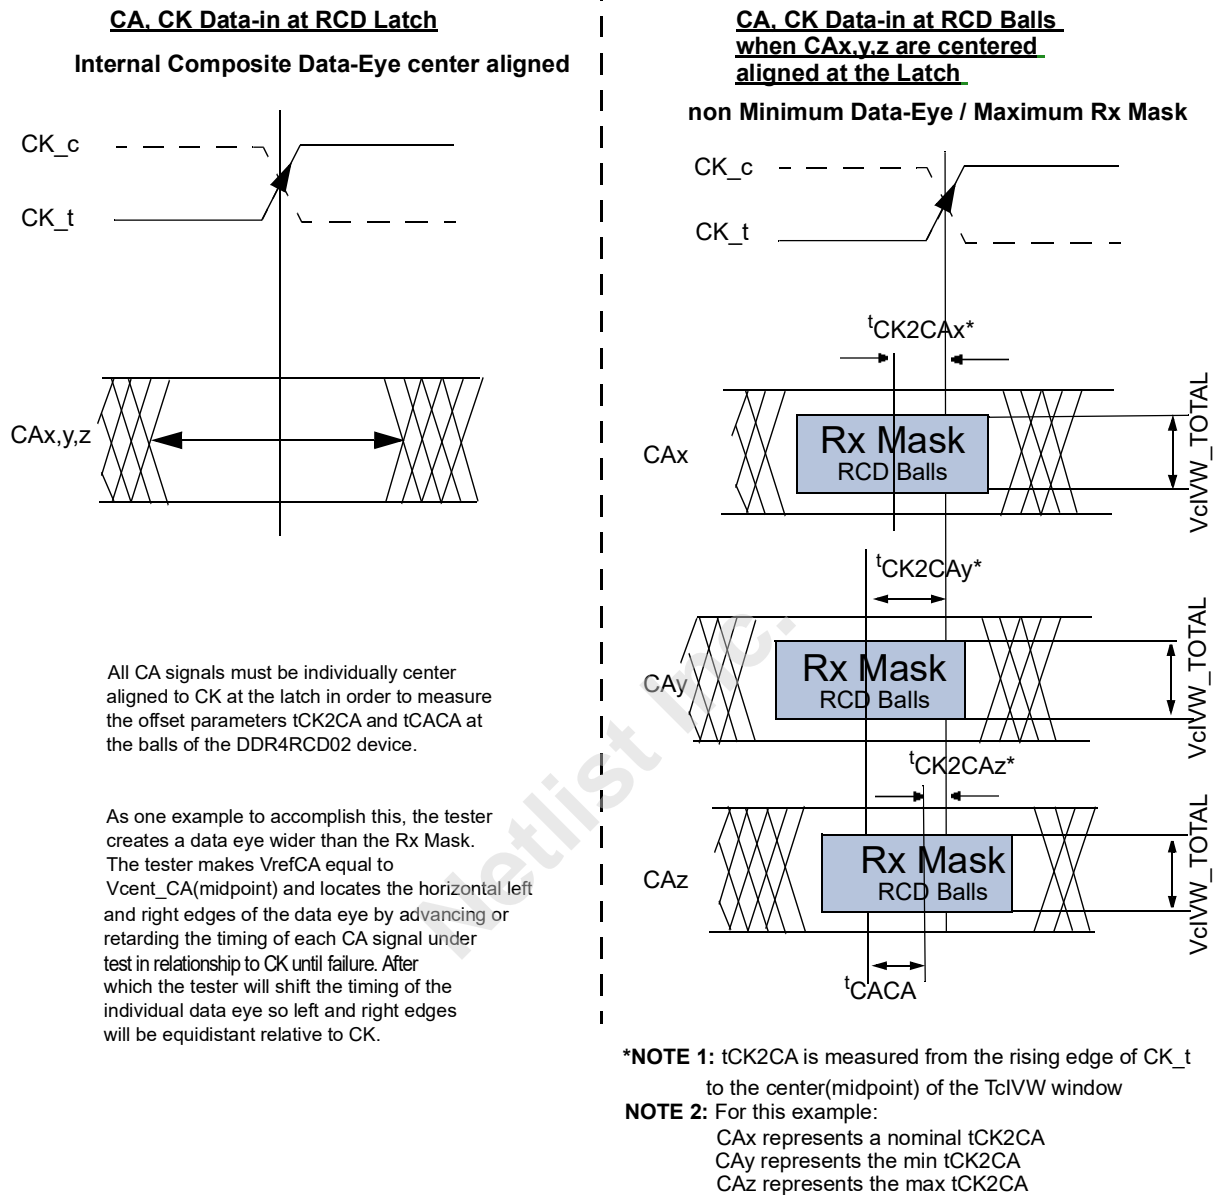 CA, CK Data-in at RCD Latch
Internal Composite Data-Eye center aligned
CK_c
CK_t
CAx,y,z
All CA signals must be individually center
aligned to CK at the latch in order to measure
the offset parameters tCK2CA and tCACA at
the balls of the DDR4RCD02 device.
As one example to accomplish this, the tester
creates a data eye wider than the Rx Mask.
The tester makes VrefCA equal to
Vcent_CA(midpoint) and locates the horizontal left
and right edges of the data eye by advancing or
retarding the timing of each CA signal under
test in relationship to CK until failure. After
which the tester will shift the timing of the
individual data eye so left and right edges
will be equidistant relative to CK.
CA, CK Data-in at RCD Balls
when CAx,y,z are centered
aligned at the Latch
non Minimum Data-Eye / Maximum Rx Mask
CK_c
CK_t
tCK2CAx*
CAx
Rx Mask
RCD Balls
VcIVW_TOTAL
tCK2CAy*
CAy
Rx Mask
RCD Balls
VcIVW_TOTAL
tCK2CAz*
CAz
Rx Mask
RCD Balls
VcIVW_TOTAL
tCACA
*NOTE 1: tCK2CA is measured from the rising edge of CK_t
to the center(midpoint) of the TcIVW window
NOTE 2: For this example:
CAx represents a nominal tCK2CA
CAy represents the min tCK2CA
CAz represents the max tCK2CA
Netlist Inc.